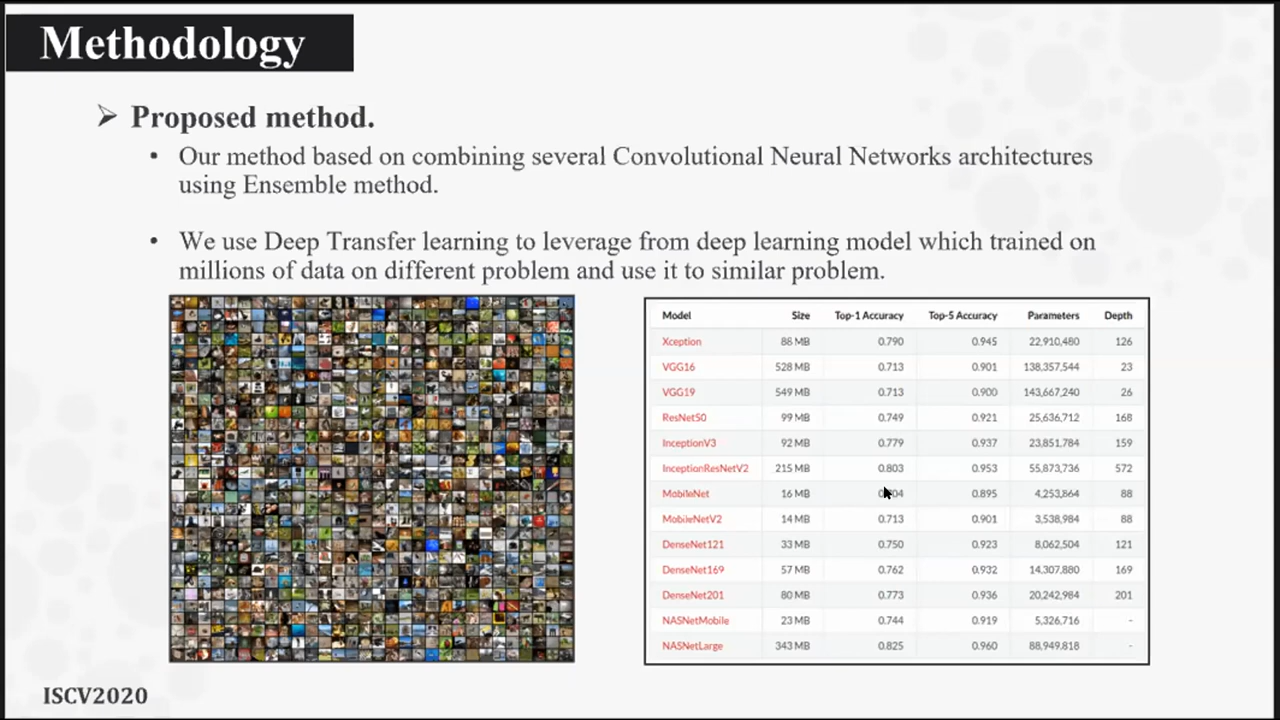 Methodology
Proposed method.
Our method based on combining several Convolutional Neural Networks architectures
using Ensemble method.
We use Deep Transfer learning to leverage from deep learning model which trained on
millions of data on different problem and use it to similar problem.
Model Size Top-1 Accuracy Top-5 Accuracy Parameters Depth
Xception 88 MB 0.790 0.945 22,910,480 126
VGG16 528 MB 0.713 0.901 138,357,544 23
VGG19 549 MB 0.713 0.900 143,667,240 26
ResNet50 99 MB 0.749 0.921 25,636,712 168
InceptionV3 92 MB 0.779 0.937 23,851,784 159
InceptionResNetV2 215 MB 0.803 0.953 55,873,736 572
MobileNet 16 MB 0.895 4,253,864 88
MobileNetV2 14 MB 0.713 0.901 3,538,984 88
DenseNet121 33 MB 0.750 0.923 8,062,504 121
DenseNet169 57 MB 0.762 0.932 14,307,880 169
DenseNet201 80 MB 0.773 0.936 20,242,984 201
NASNetMobile 23 MB 0.744 0.919 5,326,716 -
NASNetLarge 343 MB 0.825 0.960 88,949,818 -
ISCV2020